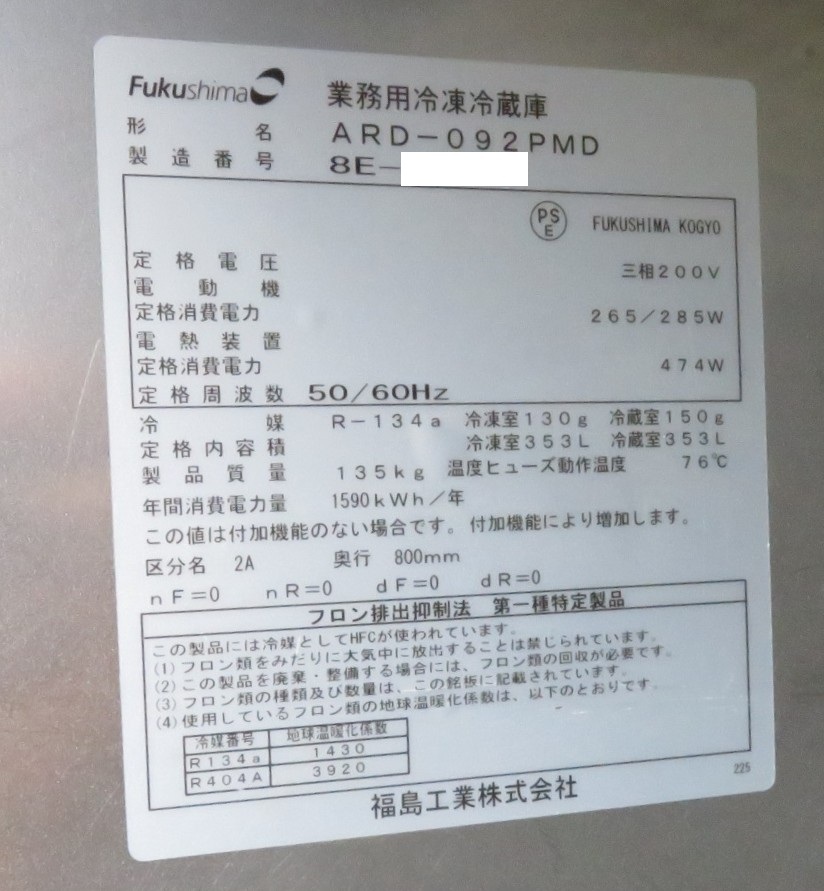 Fukushima 業務用冷凍冷蔵庫
形名 ARD-092PMD
製造番号 8E-
PSE FUKUSHIMA KOGYO
定格電圧 三相200V
電動機
定格消費電力 265/285W
電熱装置
定格消費電力 474W
定格周波数 50/60Hz
冷媒 R-134a 冷凍室130g 冷蔵室150g
定格内容積 冷凍室353L 冷蔵室353L
製品質量 135kg 温度ヒューズ動作温度 76℃
年間消費電力量 1590kWh/年
この値は付加機能のない場合です。付加機能により増加します。
区分名 2A 奥行 800mm
nF=0 nR=0 dF=0 dR=0
フロン排出抑制法 第一種特定製品
この製品には冷媒としてHFCが使われています。
(1)フロン類をみだりに大気中に放出することは禁じられています。
(2)この製品を廃棄・整備する場合には、フロン類の回収が必要です。
(3)フロン類の種類及び数量は、この銘板に記載されています。
(4)使用しているフロン類の地球温暖化係数は、以下のとおりです。
冷媒番号 地球温暖化係数
R134a 1430
R404A 3920
福島工業株式会社
225